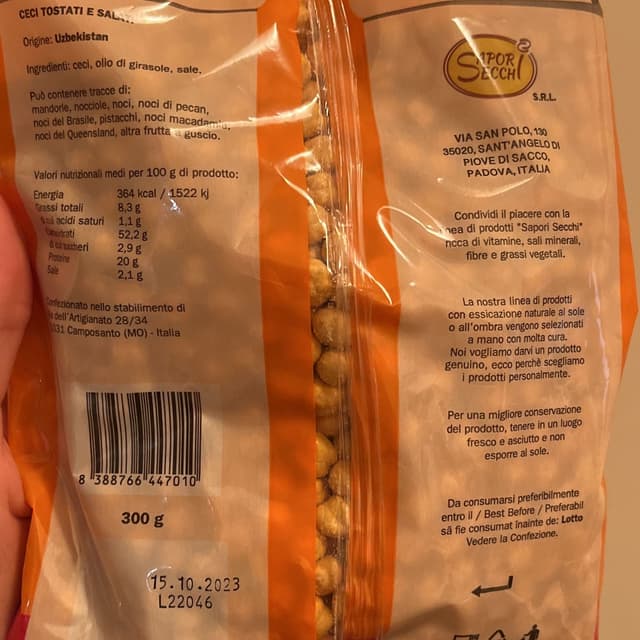 CECI TOSTATI E
Origine: Uzbekistan
Ingredienti: ceci, olio di girasole, sale.
Può contenere tracce di:
mandorle, nocciole, noci, noci di pecan,
noci del Brasile, pistacchi, noci macadamia,
noci del Queensland, altra frutta a guscio.
Valori nutrizionali medi per 100 g di prodotto:
Energia 364 kcal / 1522 kj
Grassi totali 8,3 g
acidi saturi 1,1 g
52,2 g
2,9 g
Proteine 20 g
Sale 2,1 g
Confezionato nello stabilimento di
dell'Artigianato 28/34
Camposanto (MO) - Italia
8 388766 447010
300 g
15.10.2023
L22046
SAPORI
SECCHI
S.R.L.
VIA SAN POLO, 130
35020, SANT'ANGELO DI
PIOVE DI SACCO,
PADOVA, ITALIA
Condividi il piacere con la
linea di prodotti "Sapori Secchi"
ricca di vitamine, sali minerali,
fibre e grassi vegetali.
La nostra linea di prodotti
con essicazione naturale al sole
o all'ombra vengono selezionati
a mano con molta cura.
Noi vogliamo darvi un prodotto
genuino, ecco perchè scegliamo
i prodotti personalmente.
Per una migliore conservazione
del prodotto, tenere in un luogo
fresco e asciutto e non
esporre al sole.
Da consumarsi preferibilmente
entro il / Best Before / Preferabil
să fie consumat înainte de: Lotto
Vedere la Confezione.